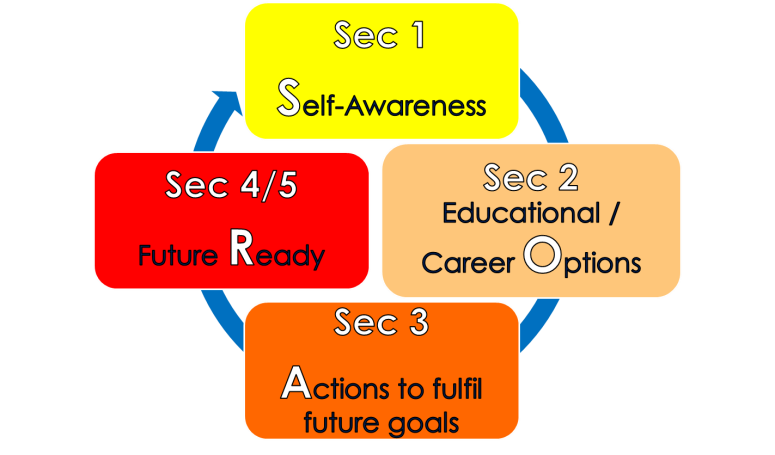 Sec 1
Self-Awareness
Sec 2
Educational /
Career Options
Sec 3
Actions to fulfil
future goals
Sec 4/5
Future Ready